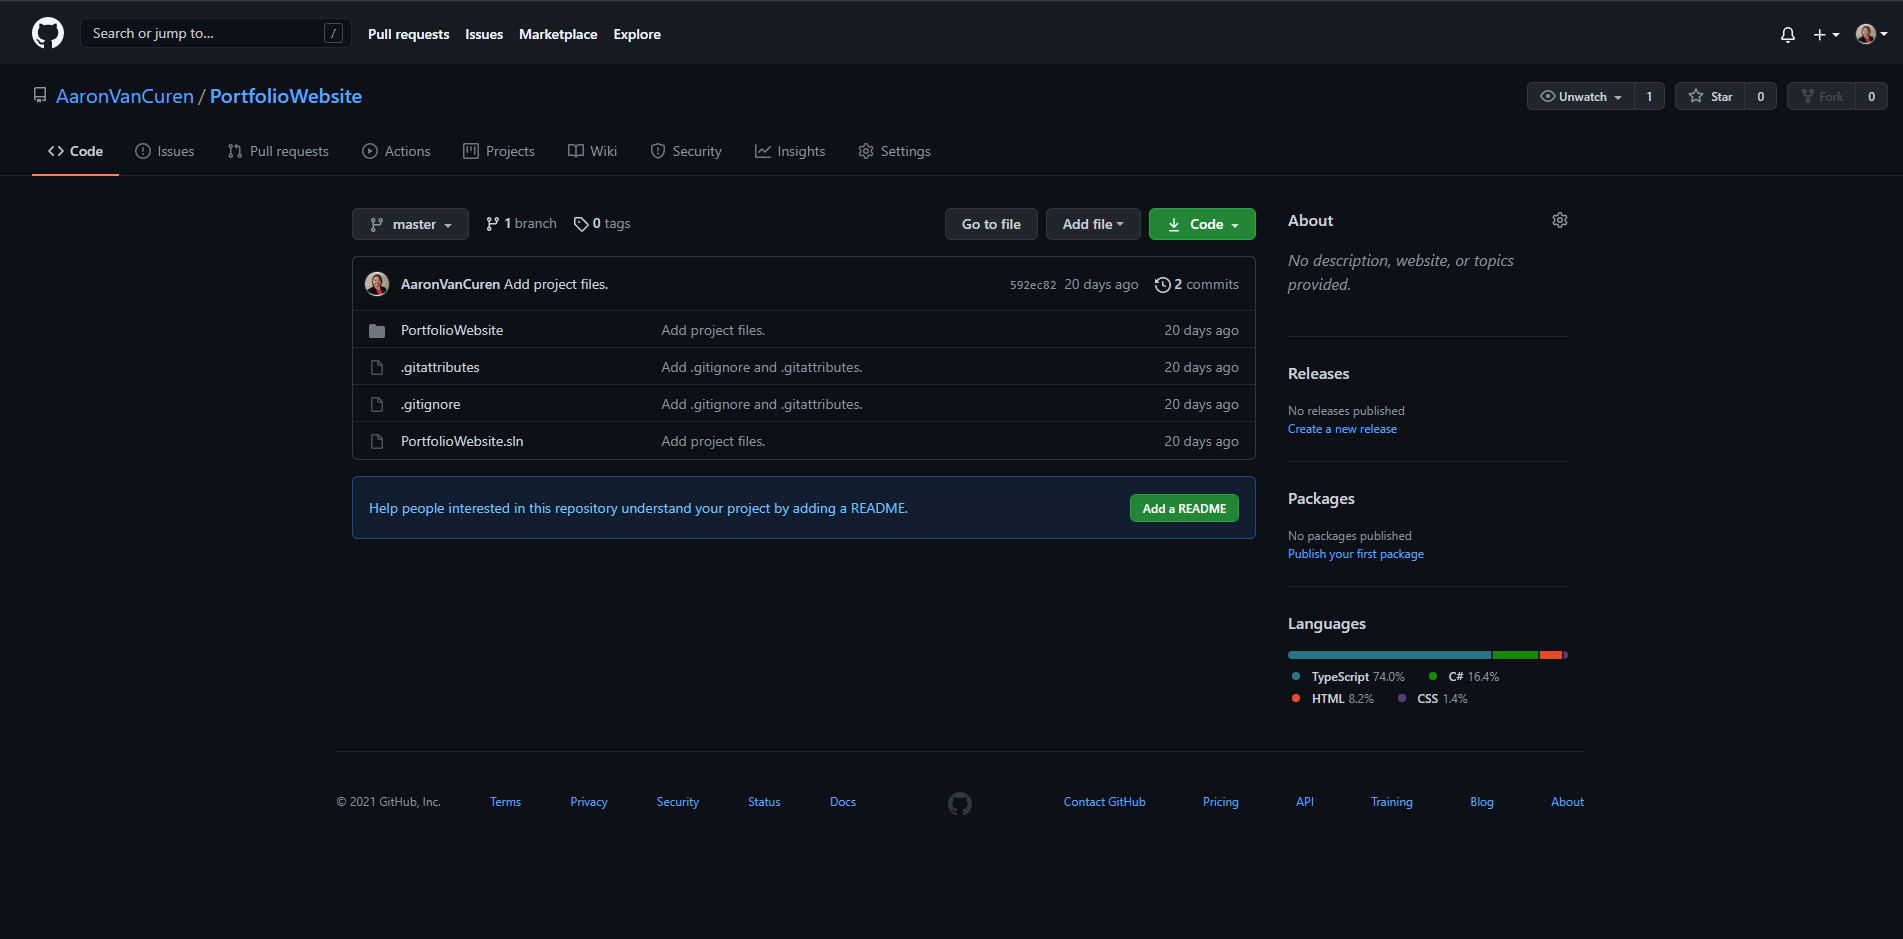 Search or jump to... / Pull requests Issues Marketplace Explore
AaronVanCuren / PortfolioWebsite Unwatch 1 Star 0 Fork 0
Code Issues Pull requests Actions Projects Wiki Security Insights Settings
master 1 branch 0 tags Go to file Add file Code
AaronVanCuren Add project files. 592ec82 20 days ago 2 commits
PortfolioWebsite Add project files. 20 days ago
.gitattributes Add .gitignore and .gitattributes. 20 days ago
.gitignore Add .gitignore and .gitattributes. 20 days ago
PortfolioWebsite.sln Add project files. 20 days ago
Help people interested in this repository understand your project by adding a README. Add a README
About
No description, website, or topics
provided.
Releases
No releases published
Create a new release
Packages
No packages published
Publish your first package
Languages
TypeScript 74.0% C# 16.4%
HTML 8.2% CSS 1.4%
© 2021 GitHub, Inc. Terms Privacy Security Status Docs Contact GitHub Pricing API Training Blog About